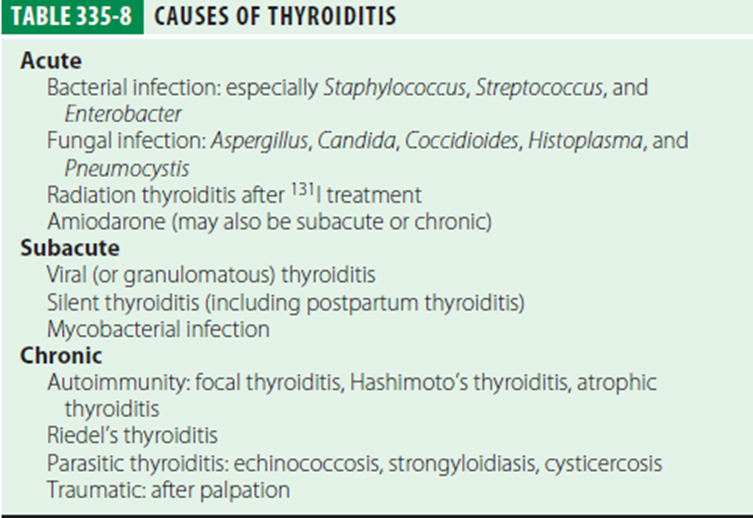 TABLE 335-8 CAUSES OF THYROIDITIS
Acute
Bacterial infection: especially Staphylococcus, Streptococcus, and
Enterobacter
Fungal infection: Aspergillus, Candida, Coccidioides, Histoplasma, and
Pneumocystis
Radiation thyroiditis after ¹³¹I treatment
Amiodarone (may also be subacute or chronic)
Subacute
Viral (or granulomatous) thyroiditis
Silent thyroiditis (including postpartum thyroiditis)
Mycobacterial infection
Chronic
Autoimmunity: focal thyroiditis, Hashimoto's thyroiditis, atrophic
thyroiditis
Riedel's thyroiditis
Parasitic thyroiditis: echinococcosis, strongyloidiasis, cysticercosis
Traumatic: after palpation